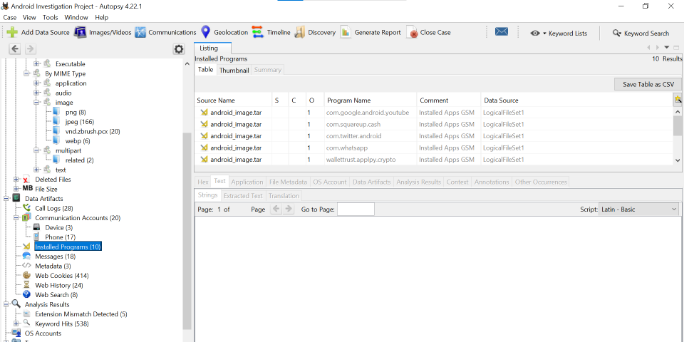 Android Investigation Project - Autopsy 4.22.1
Case View Tools Window Help
Add Data Source Images/Videos Communications Geolocation Timeline Discovery Generate Report Close Case Keyword Lists Keyword Search
Listing
Installed Programs 10 Results
Table Thumbnail Summary
Save Table as CSV
Source Name S C O Program Name Comment Data Source
android_image.tar 1 com.google.android.youtube Installed Apps GSM LogicalFileSet1
android_image.tar 1 com.squareup.cash Installed Apps GSM LogicalFileSet1
android_image.tar 1 com.twitter.android Installed Apps GSM LogicalFileSet1
android_image.tar 1 com.whatsapp Installed Apps GSM LogicalFileSet1
android_image.tar 1 wallettrust.applpy.crypto Installed Apps GSM LogicalFileSet1
Hex Text Application File Metadata OS Account Data Artifacts Analysis Results Context Annotations Other Occurrences
Strings Extracted Text Translation
Page: 1 of Page Go to Page: Script: Latin - Basic
Executable
By MIME Type
application
audio
image
png (8)
jpeg (166)
vnd.zbrush.pcx (20)
webp (6)
multipart
related (2)
text
Deleted Files
MB File Size
Data Artifacts
Call Logs (28)
Communication Accounts (20)
Device (3)
Phone (17)
Installed Programs (10)
Messages (18)
Metadata (3)
Web Cookies (414)
Web History (24)
Web Search (8)
Analysis Results
Extension Mismatch Detected (5)
Keyword Hits (538)
OS Accounts